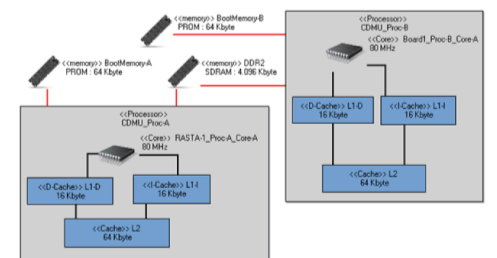 <<memory>> BootMemory-B
PROM : 64 Kbyte
<<memory>> BootMemory-A
PROM : 64 Kbyte
<<memory>> DDR2
SDRAM : 4.096 Kbyte
<<Processor>>
CDMU_Proc-B
<<Core>> Board1_Proc-B_Core-A
80 MHz
<<D-Cache>> L1-D
16 Kbyte
<<I-Cache>> L1-I
16 Kbyte
<<Cache>> L2
64 Kbyte
<<Processor>>
CDMU_Proc-A
<<Core>> RASTA-1_Proc-A_Core-A
80 MHz
<<D-Cache>> L1-D
16 Kbyte
<<I-Cache>> L1-I
16 Kbyte
<<Cache>> L2
64 Kbyte